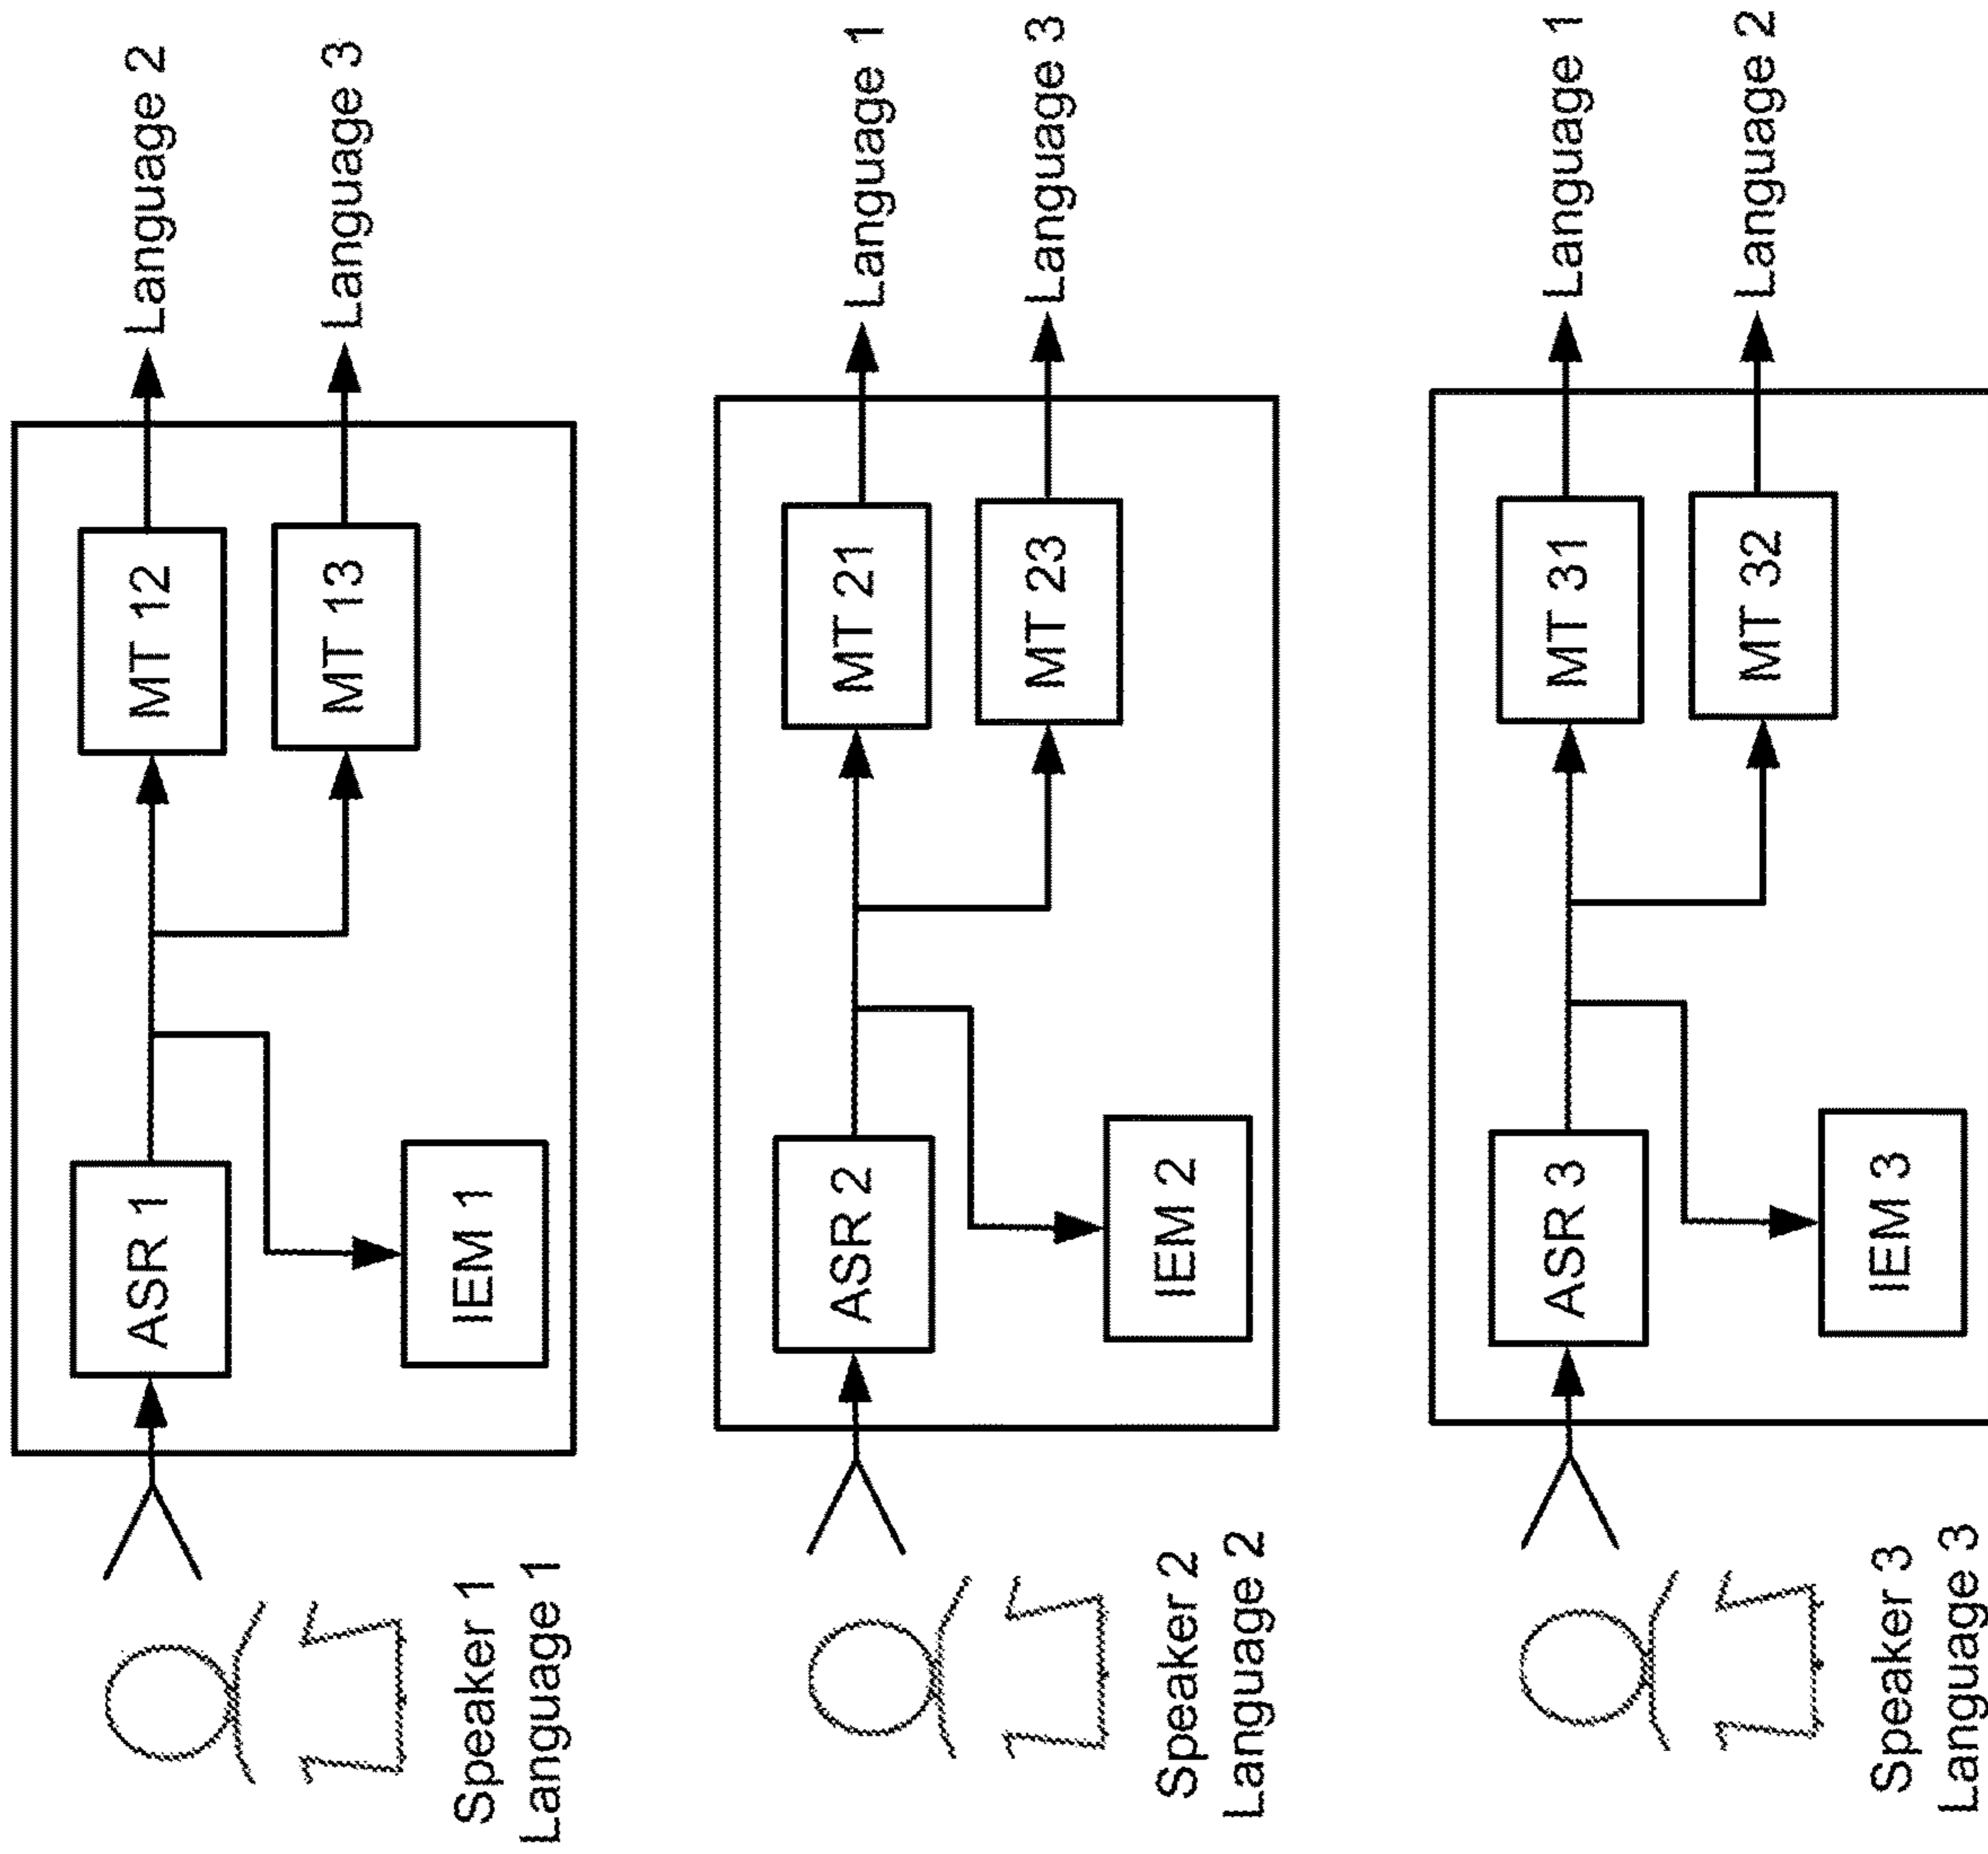 MT 12
Language 2
ASR 1
MT 13
Language 3
IEM 1
Speaker 1
Language 1
MT 21
Language 1
ASR 2
MT 23
Language 3
IEM 2
Speaker 2
Language 2
MT 31
Language 1
ASR 3
MT 32
Language 2
IEM 3
Speaker 3
Language 3